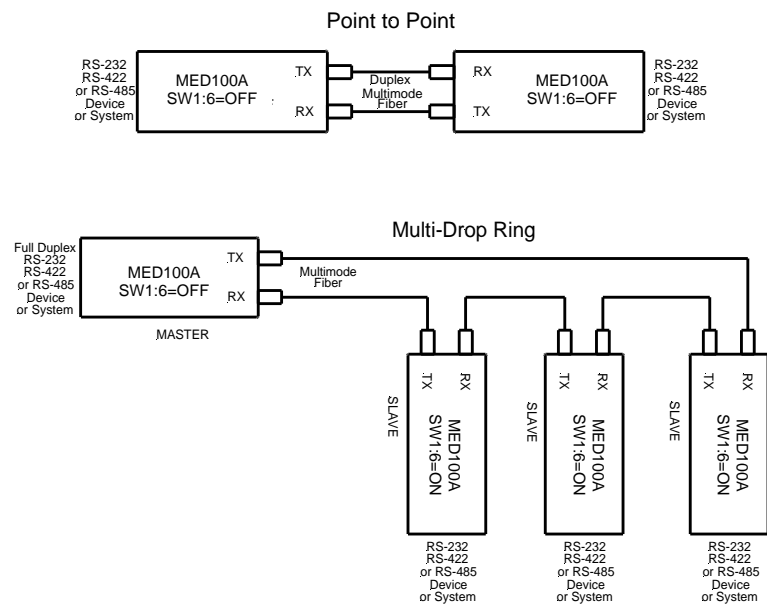 Point to Point
RS-232
RS-422
or RS-485
Device
or System
MED100A
SW1:6=OFF
TX
RX
Duplex
Multimode
Fiber
RX
TX
MED100A
SW1:6=OFF
RS-232
RS-422
or RS-485
Device
or System
Multi-Drop Ring
Full Duplex
RS-232
RS-422
or RS-485
Device
or System
MED100A
SW1:6=OFF
TX
RX
MASTER
Multimode
Fiber
SLAVE
TX
RX
MED100A
SW1:6=ON
RS-232
RS-422
or RS-485
Device
or System
SLAVE
TX
RX
MED100A
SW1:6=ON
RS-232
RS-422
or RS-485
Device
or System
SLAVE
TX
RX
MED100A
SW1:6=ON
RS-232
RS-422
or RS-485
Device
or System